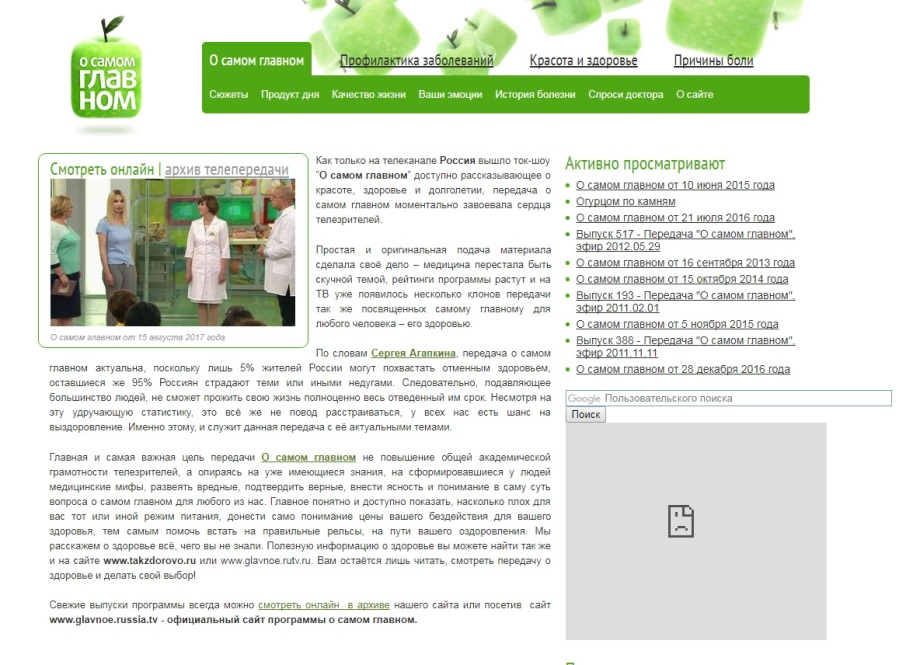 О САМОМ
ГЛАВ
НОМ
О самом главном
Профилактика заболеваний
Красота и здоровье
Причины боли
Сюжеты Продукт дня Качество жизни Ваши эмоции История болезни Спроси доктора О сайте
Смотреть онлайн | архив телепередачи
О самом главном от 15 августа 2017 года
Как только на телеканале Россия вышло ток-шоу
"О самом главном" доступно рассказывающее о
красоте, здоровье и долголетии, передача о
самом главном моментально завоевала сердца
телезрителей.
Простая и оригинальная подача материала
сделала своё дело – медицина перестала быть
скучной темой, рейтинги программы растут и на
ТВ уже появилось несколько клонов передачи
так же посвященных самому главному для
любого человека – его здоровью.
По словам Сергея Агапкина, передача о самом
главном актуальна, поскольку лишь 5% жителей России могут похвастать отменным здоровьем,
оставшиеся же 95% Россиян страдают теми или иными недугами. Следовательно, подавляющее
большинство людей, не сможет прожить свою жизнь полноценно весь отведенный им срок. Несмотря на
эту удручающую статистику, это всё же не повод расстраиваться, у всех нас есть шанс на
выздоровление. Именно этому, и служит данная передача с её актуальными темами.
Главная и самая важная цель передачи О самом главном не повышение общей академической
грамотности телезрителей, а опираясь на уже имеющиеся знания, на сформировавшиеся у людей
медицинские мифы, развеять вредные, подтвердить верные, внести ясность и понимание в саму суть
вопроса о самом главном для любого из нас. Главное понятно и доступно показать, насколько плох для
вас тот или иной режим питания, донести само понимание цены вашего бездействия для вашего
здоровья, тем самым помочь встать на правильные рельсы, на пути вашего оздоровления. Мы
расскажем о здоровье всё, чего вы не знали. Полезную информацию о здоровье вы можете найти так же
и на сайте www.takzdorovo.ru или www.glavnoe.rutv.ru. Вам остаётся лишь читать, смотреть передачу о
здоровье и делать свой выбор!
Свежие выпуски программы всегда можно смотреть онлайн в архиве нашего сайта или посетив сайт
www.glavnoe.russia.tv - официальный сайт программы о самом главном.
Активно просматривают
О самом главном от 10 июня 2015 года
Огурцом по камням
О самом главном от 21 июля 2016 года
Выпуск 517 - Передача "О самом главном",
эфир 2012.05.29
О самом главном от 16 сентября 2013 года
О самом главном от 15 октября 2014 года
Выпуск 193 - Передача "О самом главном",
эфир 2011.02.01
О самом главном от 5 ноября 2015 года
Выпуск 388 - Передача "О самом главном",
эфир 2011.11.11
О самом главном от 28 декабря 2016 года
Google Пользовательского поиска
Поиск